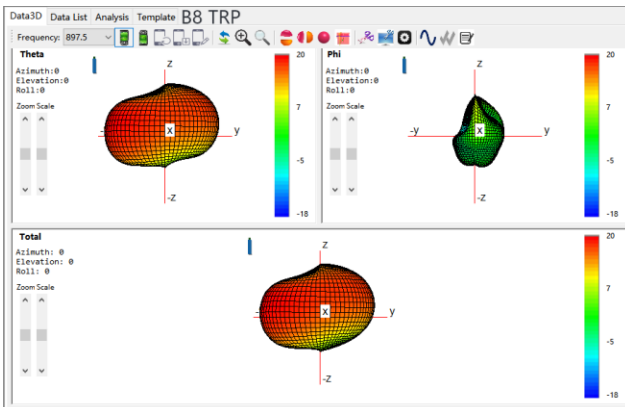 Data3D Data List Analysis Template B8 TRP
Frequency: 897.5
Theta
Azimuth:0
Elevation:0
Roll:0
Zoom Scale
z
x
y
-z
20
7
-5
-18
Phi
Azimuth:0
Elevation:0
Roll:0
Zoom Scale
z
-y
x
y
-z
20
7
-5
-18
Total
Azimuth: 0
Elevation: 0
Roll: 0
Zoom Scale
z
x
y
-z
20
7
-5
-18